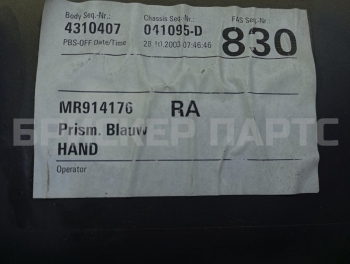 Body Seq-Nr.: Chassis Seq-Nr.: FAS Seq.-Nr.:
4310407 041095-D 830
PBS-OFF Date/Time: 28.10.2003 07:46:46
MR914176 RA
БРЭКЕР ПАРТС
Prism. Blauw
HAND
Operator